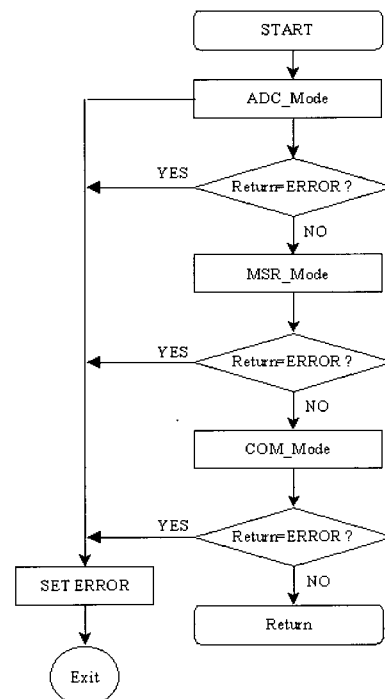 START
ADC_Mode
YES
Return=ERROR ?
NO
MSR_Mode
YES
Return=ERROR ?
NO
COM_Mode
YES
Return=ERROR ?
SET ERROR
NO
Return
Exit